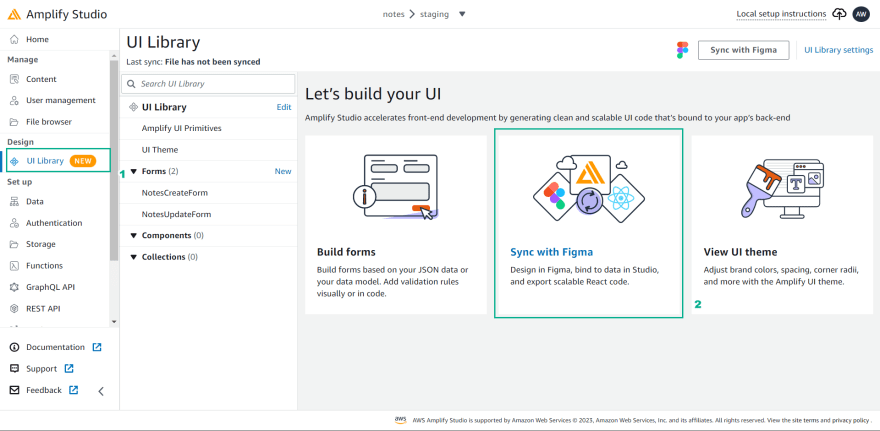 Amplify Studio
notes > staging
Local setup instructions
AW
Home
Manage
Content
User management
File browser
Design
UI Library NEW
1
Set up
Data
Authentication
Storage
Functions
GraphQL API
REST API
Documentation
Support
Feedback
UI Library
Last sync: File has not been synced
Sync with Figma
UI Library settings
Search UI Library
UI Library Edit
Amplify UI Primitives
UI Theme
Forms (2) New
NotesCreateForm
NotesUpdateForm
Components (0)
Collections (0)
Let's build your UI
Amplify Studio accelerates front-end development by generating clean and scalable UI code that's bound to your app's back-end
Build forms
Build forms based on your JSON data or
your data model. Add validation rules
visually or in code.
Sync with Figma
Design in Figma, bind to data in Studio,
and export scalable React code.
2
T
View UI theme
Adjust brand colors, spacing, corner radii,
and more with the Amplify UI theme.
aws AWS Amplify Studio is supported by Amazon Web Services © 2023, Amazon Web Services, Inc. and its affiliates. All rights reserved. View the site terms and privacy policy .